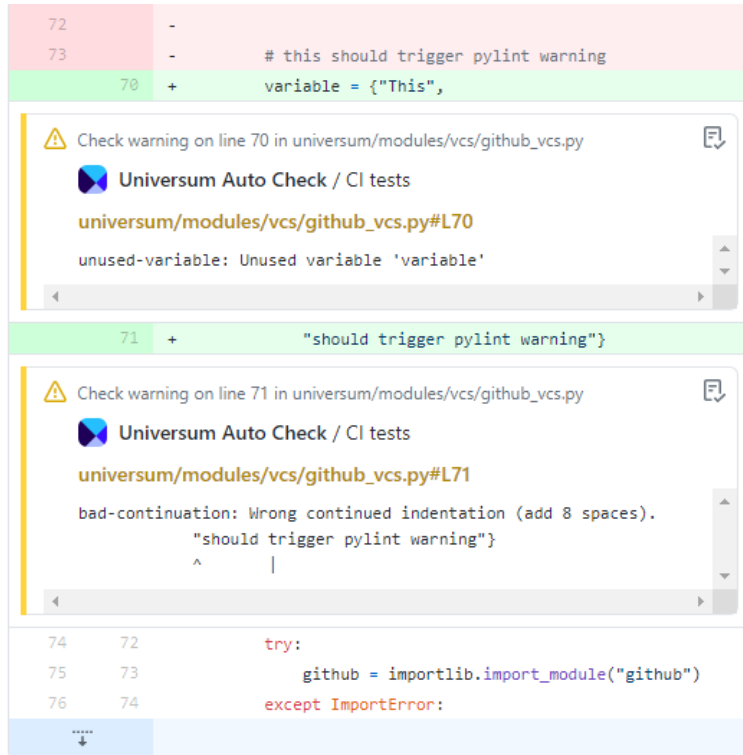 72 -
73 - # this should trigger pylint warning
70 + variable = {"This",
Check warning on line 70 in universum/modules/vcs/github_vcs.py
Universum Auto Check / CI tests
universum/modules/vcs/github_vcs.py#L70
unused-variable: Unused variable 'variable'
71 + "should trigger pylint warning"}
Check warning on line 71 in universum/modules/vcs/github_vcs.py
Universum Auto Check / CI tests
universum/modules/vcs/github_vcs.py#L71
bad-continuation: Wrong continued indentation (add 8 spaces).
"should trigger pylint warning"}
^ |
74 72 try:
75 73 github = importlib.import_module("github")
76 74 except ImportError: